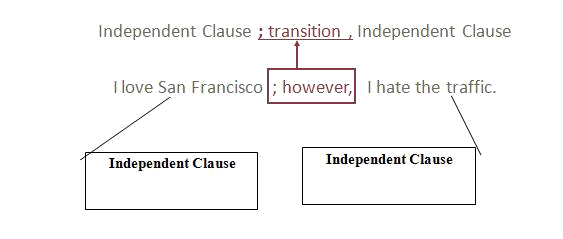 Independent Clause ; transition , Independent Clause
I love San Francisco ; however, I hate the traffic.
Independent Clause
Independent Clause